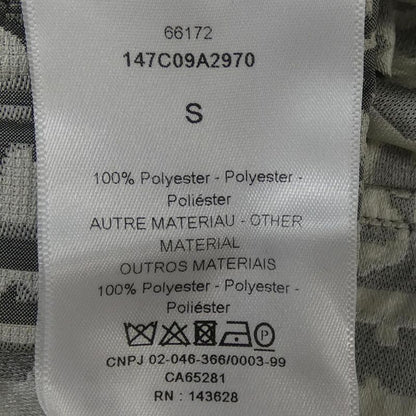 66172
147C09A2970
S
100% Polyester - Polyester -
Poliéster
AUTRE MATERIAU - OTHER
MATERIAL
OUTROS MATERIAIS
100% Polyester - Polyester -
Poliéster
P
CNPJ 02-046-366/0003-99
CA65281
RN : 143628